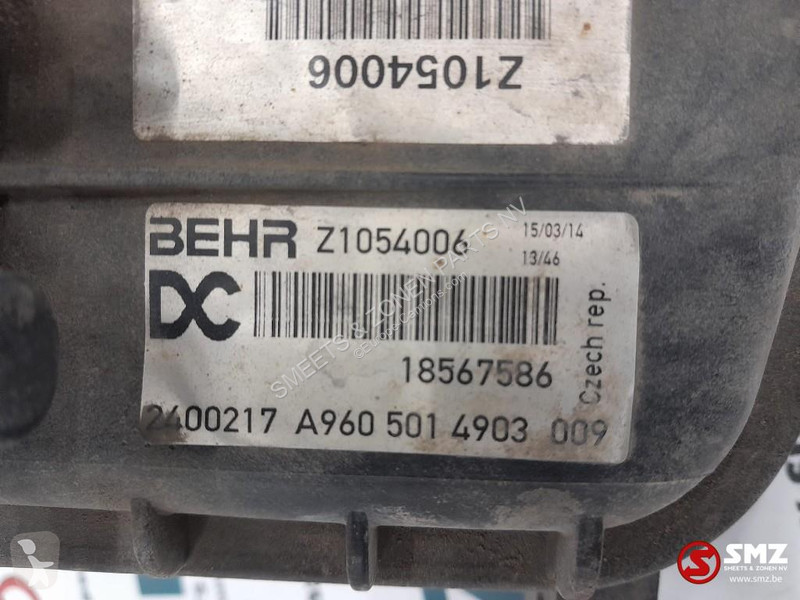 Z1054006
BEHR Z1054006 15/03/14
13/46
DC
18567586
Czech rep.
2400217 A960 501 4903 009
SMEETS & ZONEN PARTS NV
SMZ
SMEETS & ZONEN NV
www.smz.be